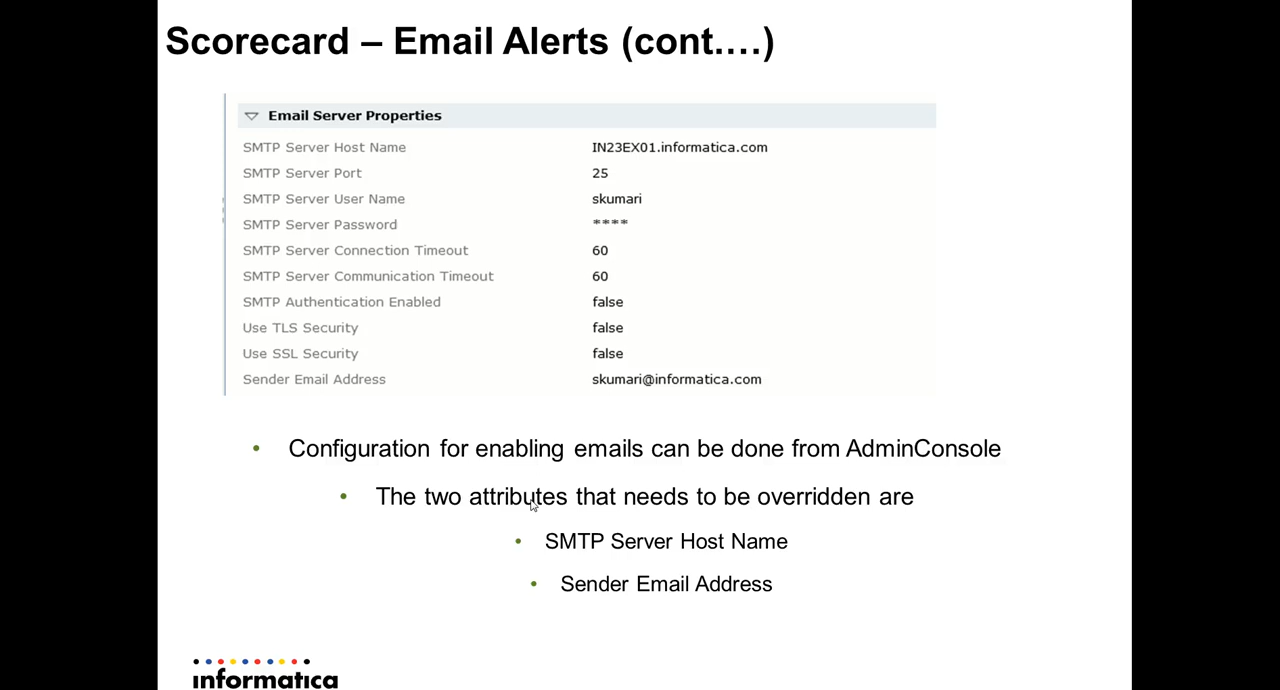 Scorecard – Email Alerts (cont.…)
Email Server Properties
SMTP Server Host Name IN23EX01.informatica.com
SMTP Server Port 25
SMTP Server User Name skumari
SMTP Server Password ****
SMTP Server Connection Timeout 60
SMTP Server Communication Timeout 60
SMTP Authentication Enabled false
Use TLS Security false
Use SSL Security false
Sender Email Address skumari@informatica.com
• Configuration for enabling emails can be done from AdminConsole
• The two attributes that needs to be overridden are
• SMTP Server Host Name
• Sender Email Address
informatica